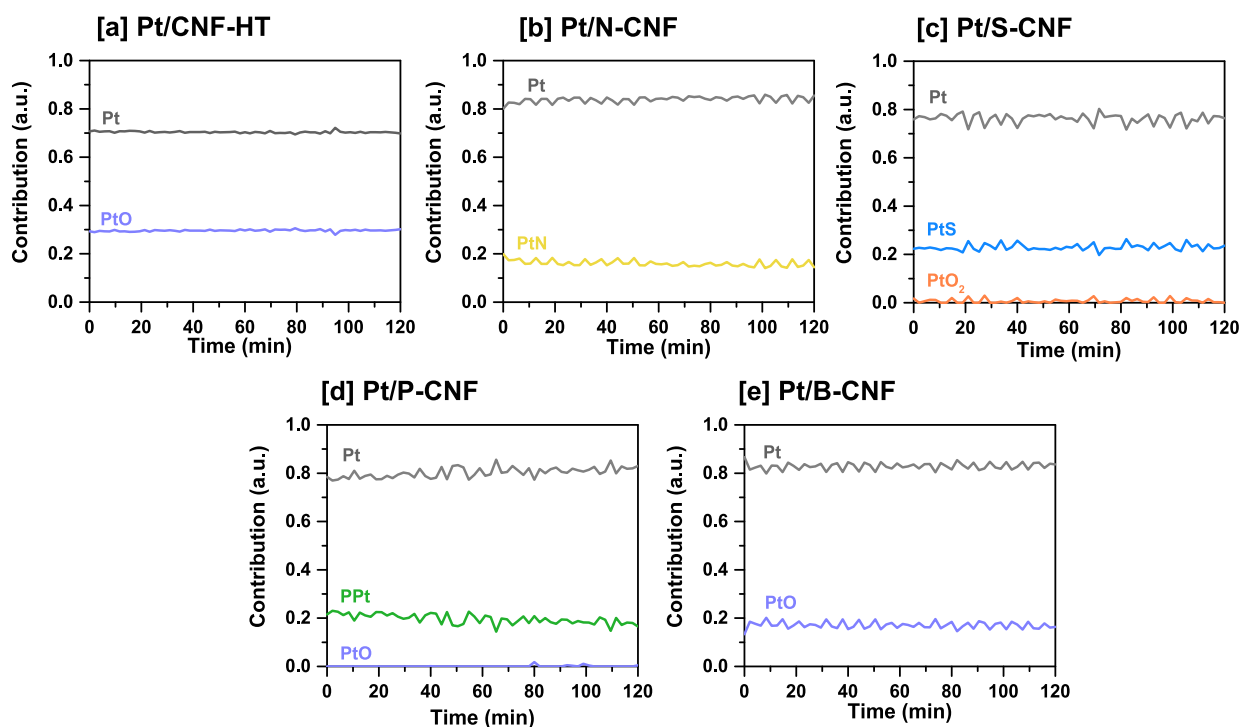 [a] Pt/CNF-HT
1.0
0.8
0.6
0.4
0.2
0.0
Contribution (a.u.)
Pt
PtO
0 20 40 60 80 100 120
Time (min)
[b] Pt/N-CNF
1.0
0.8
0.6
0.4
0.2
0.0
Contribution (a.u.)
Pt
PtN
0 20 40 60 80 100 120
Time (min)
[c] Pt/S-CNF
1.0
0.8
0.6
0.4
0.2
0.0
Contribution (a.u.)
Pt
PtS
PtO₂
0 20 40 60 80 100 120
Time (min)
[d] Pt/P-CNF
1.0
0.8
0.6
0.4
0.2
0.0
Contribution (a.u.)
Pt
PPt
PtO
0 20 40 60 80 100 120
Time (min)
[e] Pt/B-CNF
1.0
0.8
0.6
0.4
0.2
0.0
Contribution (a.u.)
Pt
PtO
0 20 40 60 80 100 120
Time (min)